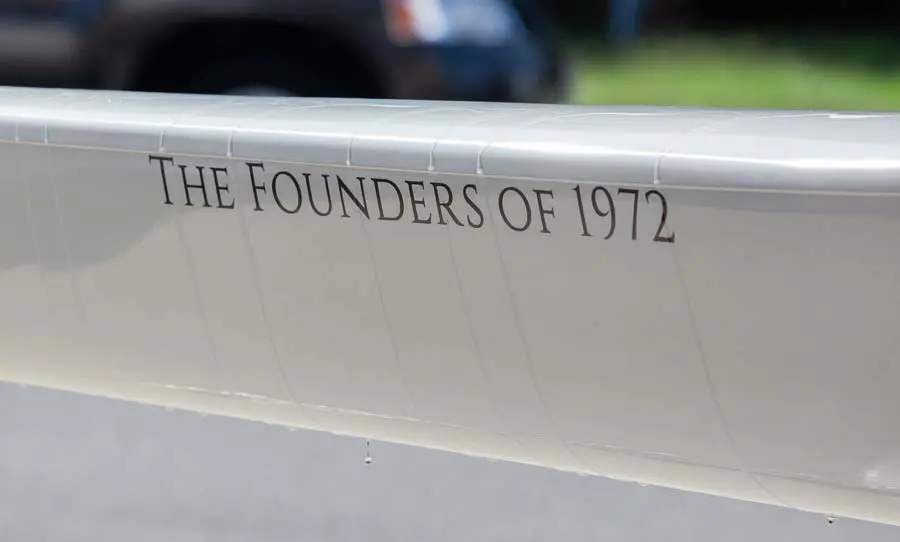 THE FOUNDERS OF 1972